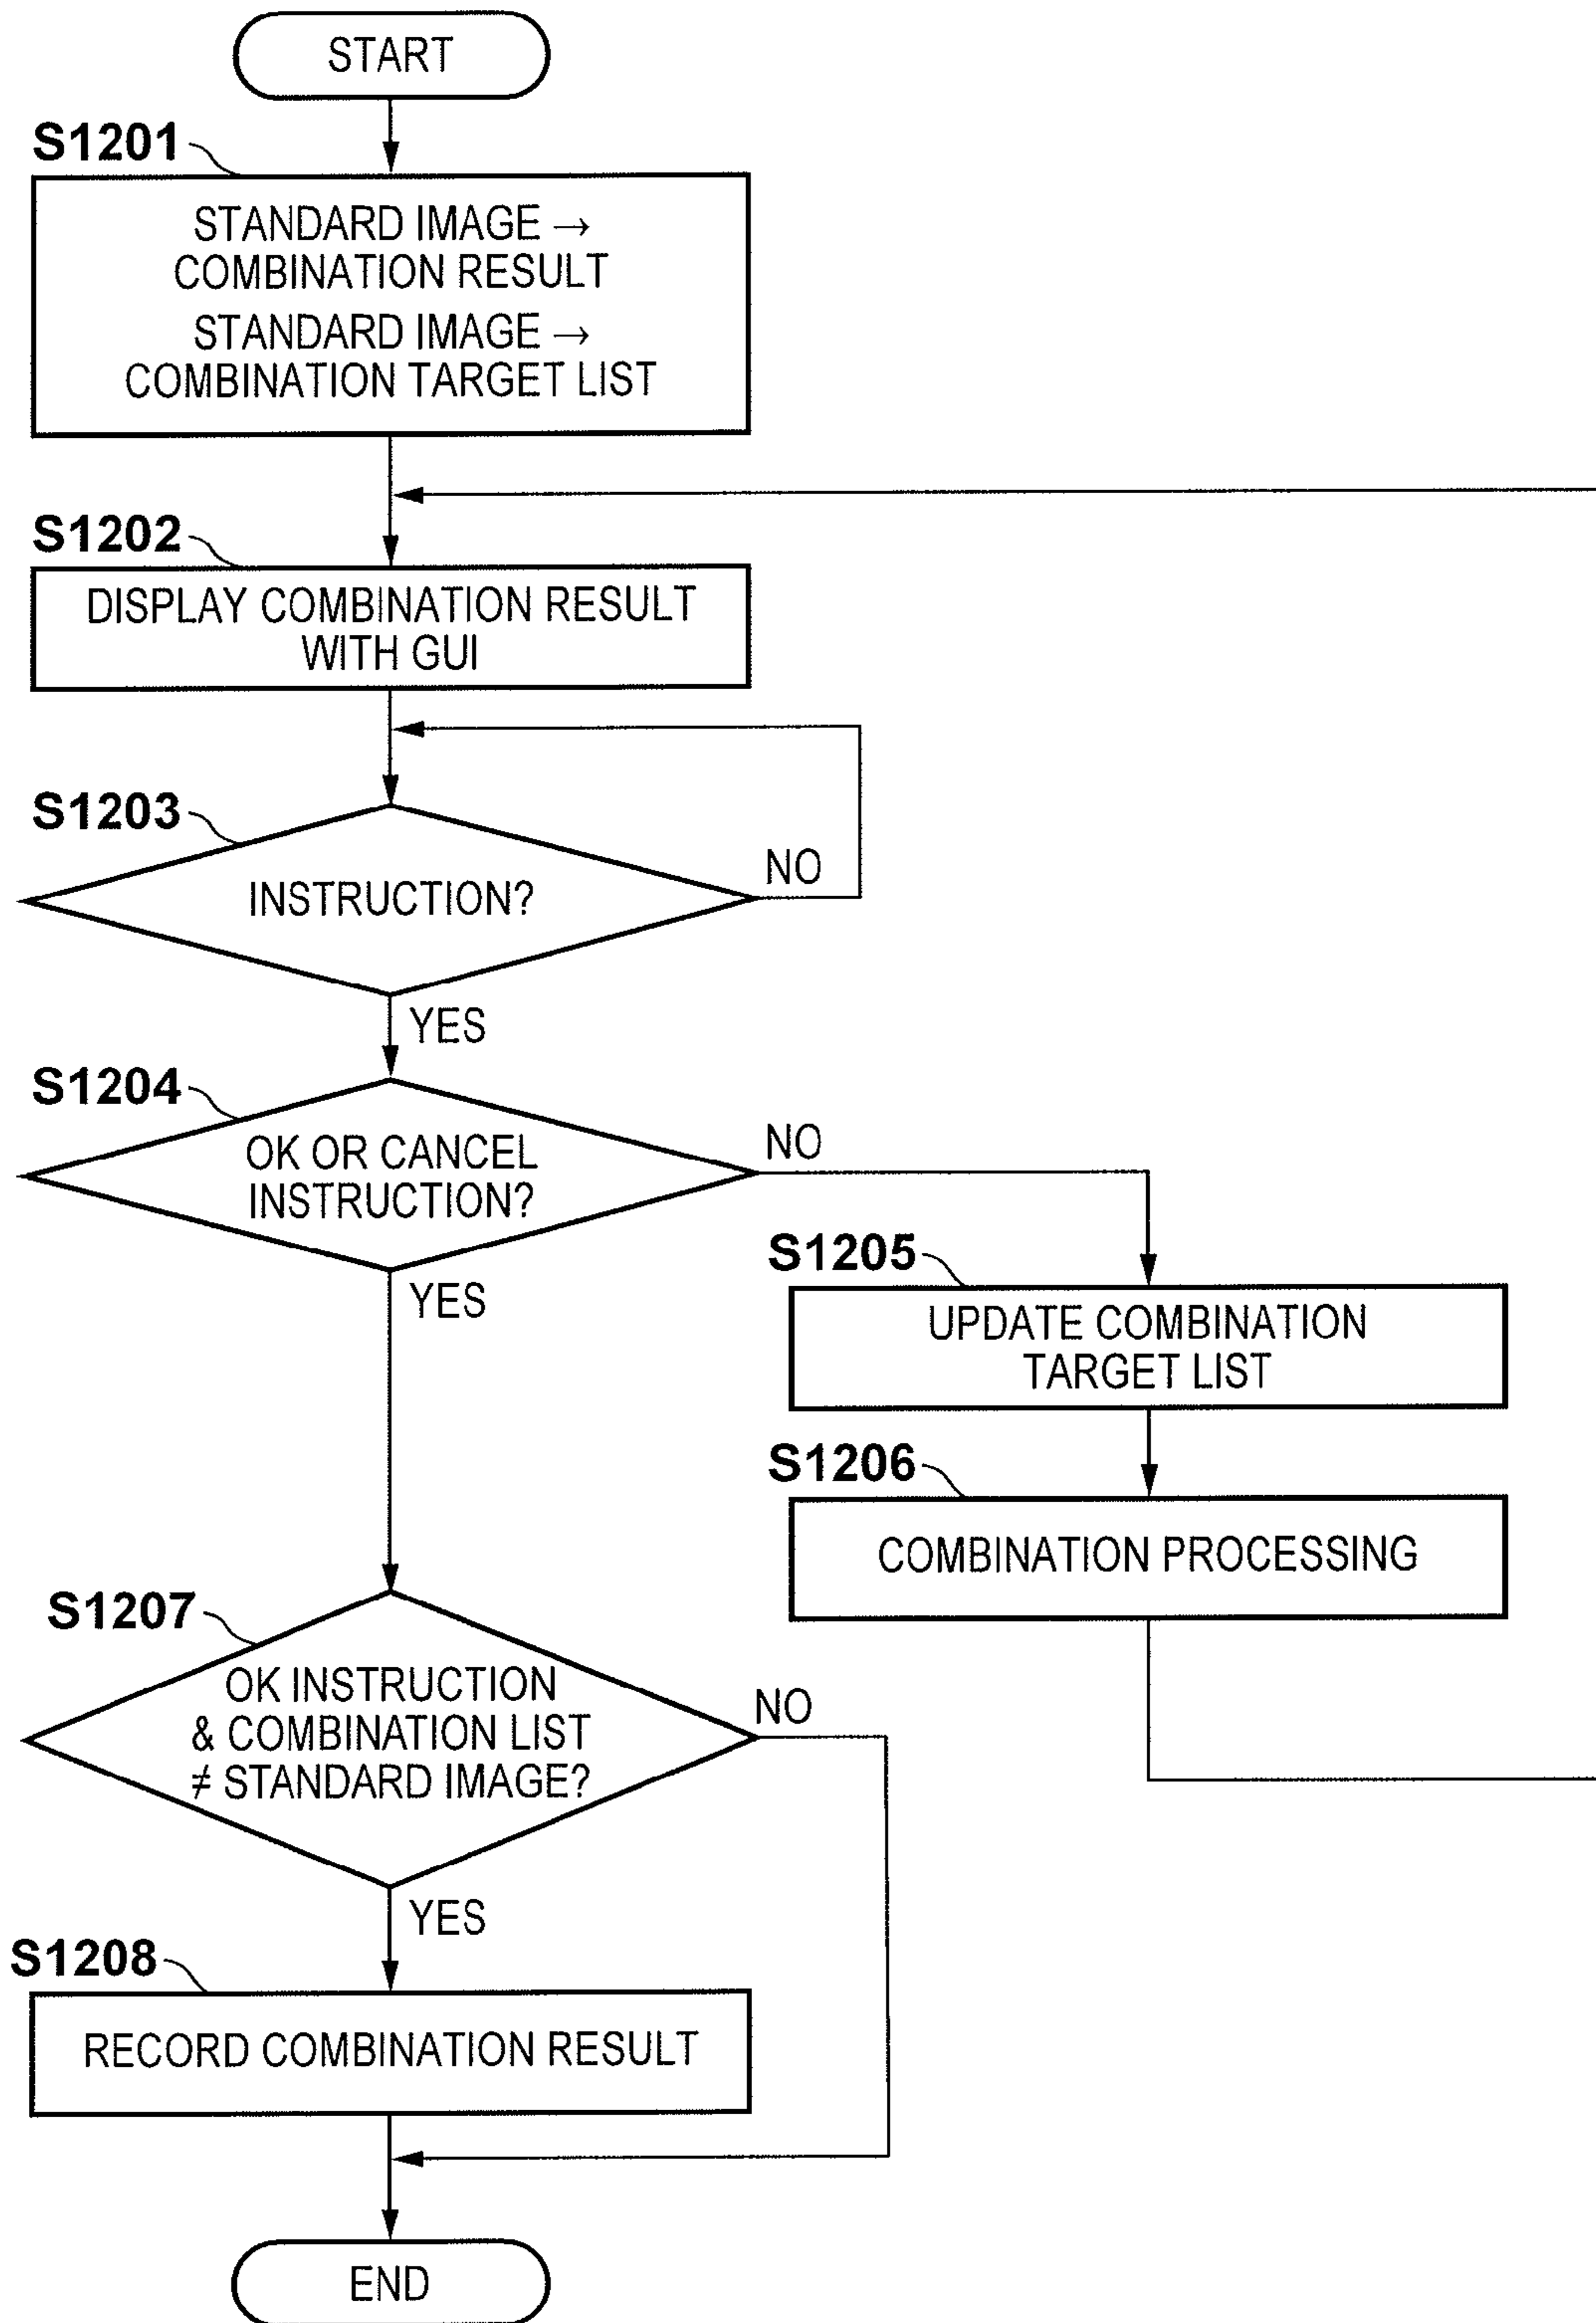 START
S1201
STANDARD IMAGE →
COMBINATION RESULT
STANDARD IMAGE →
COMBINATION TARGET LIST
S1202
DISPLAY COMBINATION RESULT
WITH GUI
S1203
INSTRUCTION?
NO
YES
S1204
OK OR CANCEL
INSTRUCTION?
NO
YES
S1205
UPDATE COMBINATION
TARGET LIST
S1206
COMBINATION PROCESSING
S1207
OK INSTRUCTION
& COMBINATION LIST
≠ STANDARD IMAGE?
NO
YES
S1208
RECORD COMBINATION RESULT
END